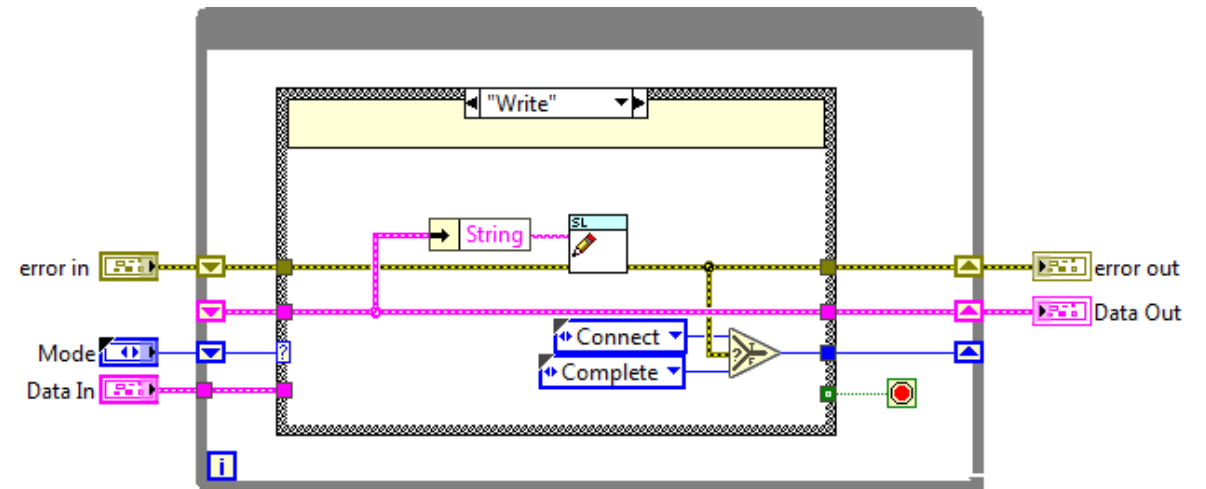 "Write"
SL
String
error in
error out
Data Out
Connect
Mode
?
?
T
F
Complete
Data In
i